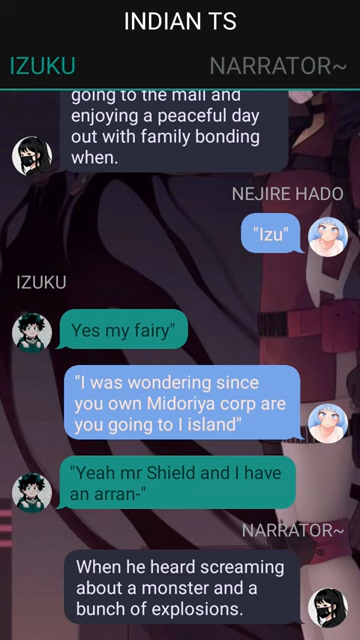 INDIAN TS
IZUKU
NARRATOR~
going to the mall and
enjoying a peaceful day
out with family bonding
when.
NEJIRE HADO
"Izu"
IZUKU
Yes my fairy"
"I was wondering since
you own Midoriya corp are
you going to I island"
"Yeah mr Shield and I have
an arran-"
NARRATOR~
When he heard screaming
about a monster and a
bunch of explosions.